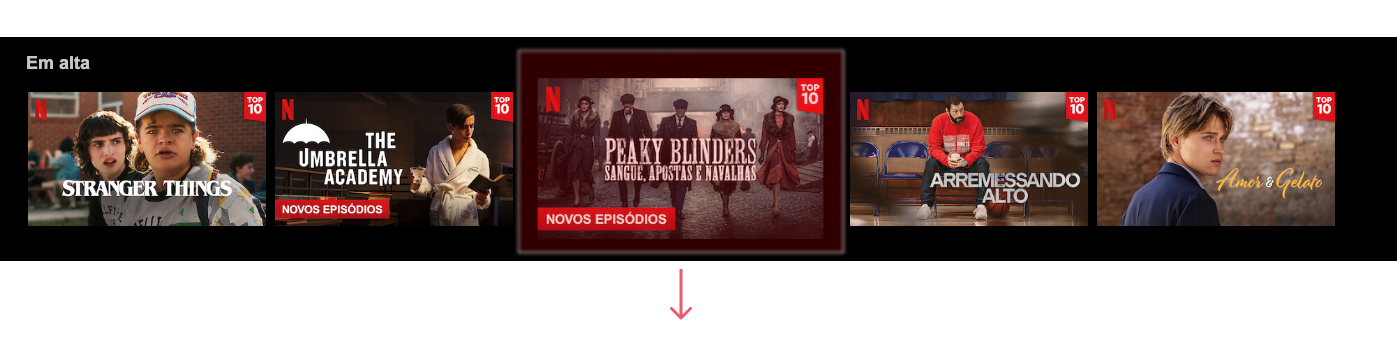 Em alta
N
TOP
10
STRANGER THINGS
N
TOP
10
THE
UMBRELLA
ACADEMY
NOVOS EPISÓDIOS
N
TOP
10
PEAKY BLINDERS
SANGUE, APOSTAS E NAVALHAS
NOVOS EPISÓDIOS
N
TOP
10
ARREMESSANDO
ALTO
N
TOP
10
Amor & Gelato